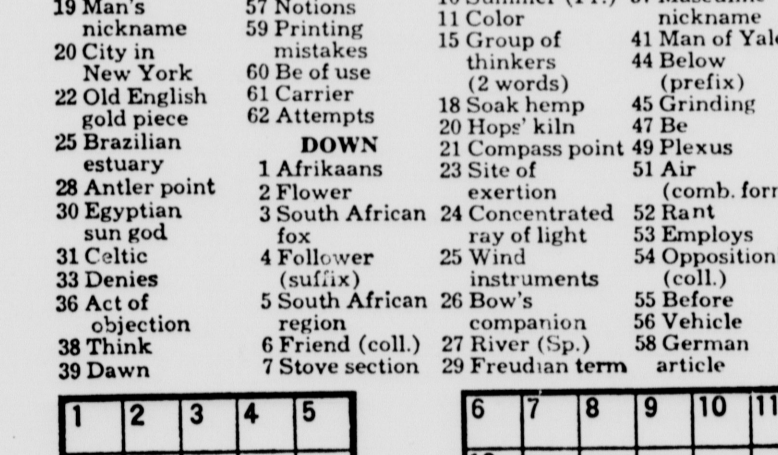 19 Man's
nickname
20 City in
New York
22 Old English
gold piece
25 Brazilian
estuary
28 Antler point
30 Egyptian
sun god
31 Celtic
33 Denies
36 Act of
objection
38 Think
39 Dawn
57 Notions
59 Printing
mistakes
60 Be of use
61 Carrier
62 Attempts
DOWN
1 Afrikaans
2 Flower
3 South African
fox
4 Follower
(suffix)
5 South African
region
6 Friend (coll.)
7 Stove section
11 Color
15 Group of
thinkers
(2 words)
18 Soak hemp
20 Hops' kiln
21 Compass point
23 Site of
exertion
24 Concentrated
ray of light
25 Wind
instruments
26 Bow's
companion
27 River (Sp.)
29 Freudian term
nickname
41 Man of Yale
44 Below
(prefix)
45 Grinding
47 Be
49 Plexus
51 Air
(comb. form
52 Rant
53 Employs
54 Opposition
(coll.)
55 Before
56 Vehicle
58 German
article
1 2 3 4 5 6 7 8 9 10 11